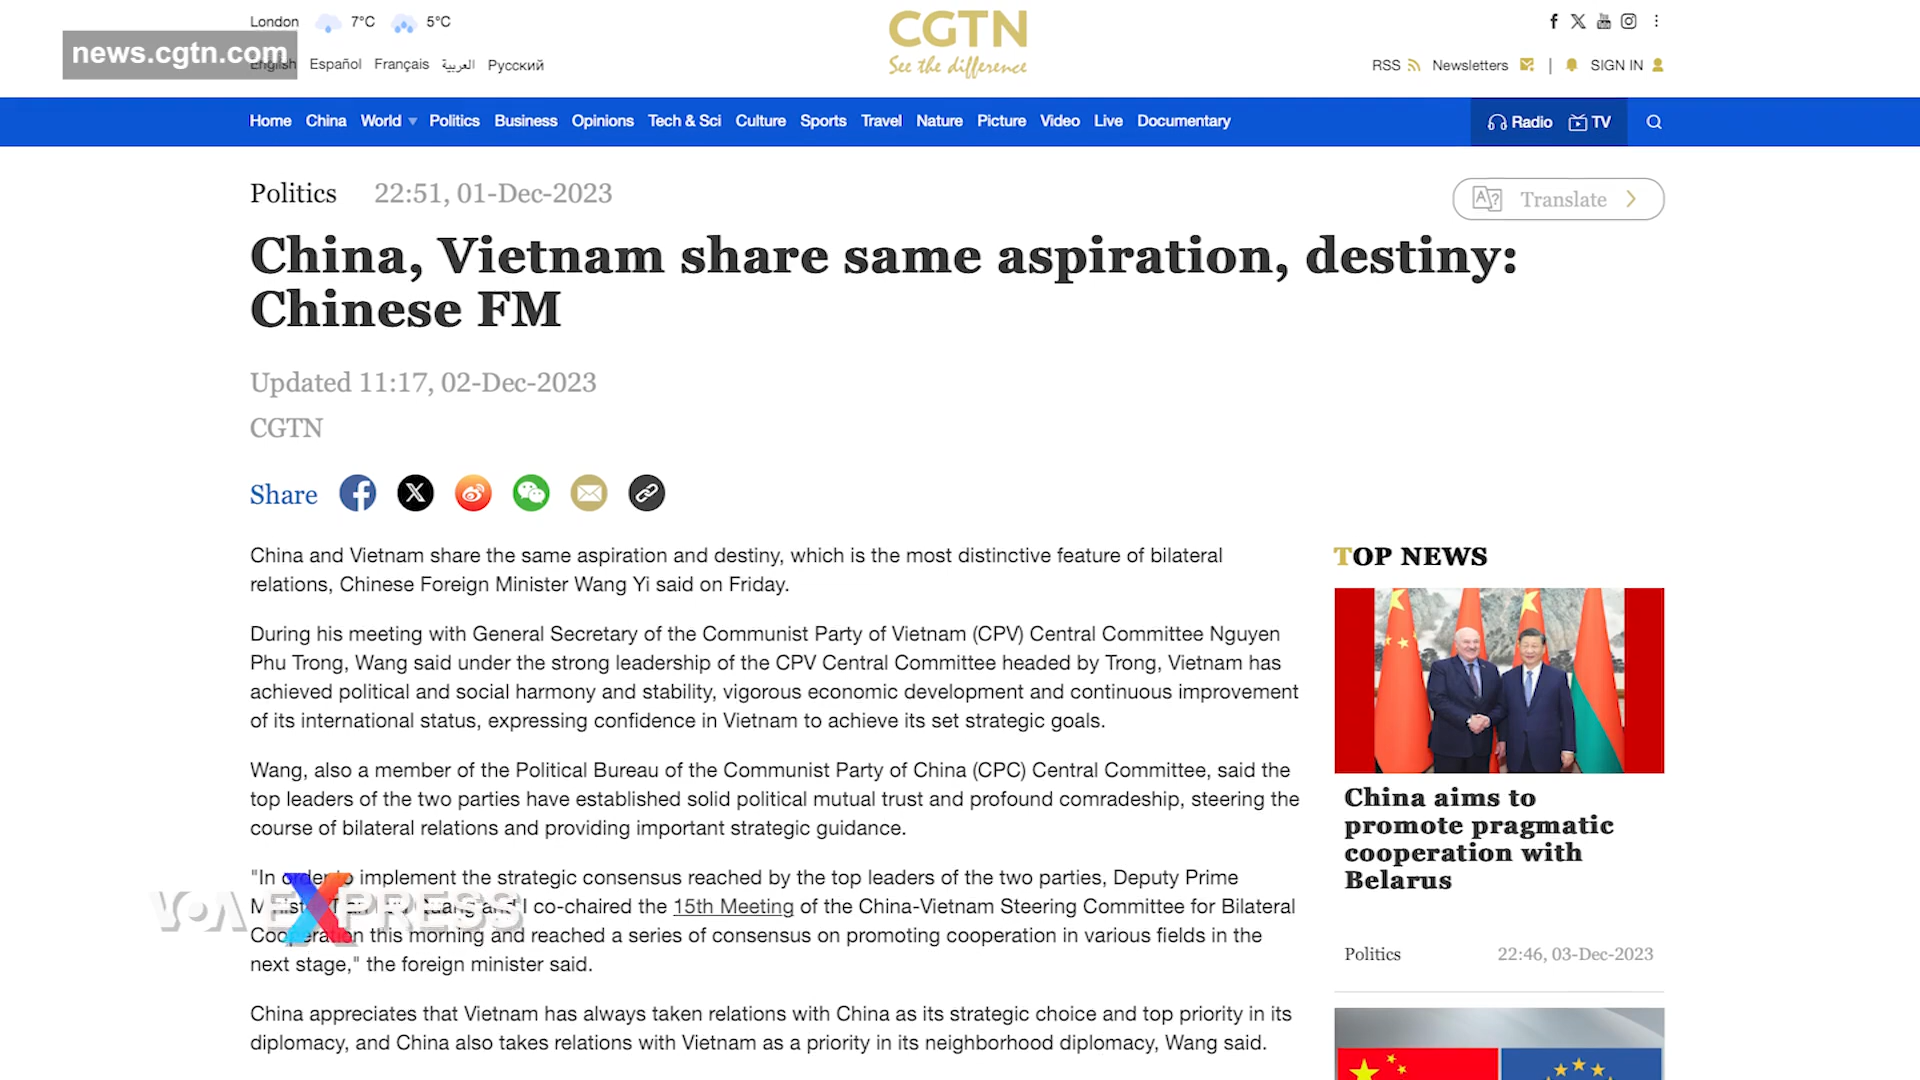 London 7°C 5°C
news.cgtn.com
English Español Français العربية Русский
CGTN
See the difference
RSS Newsletters | SIGN IN
Home China World Politics Business Opinions Tech & Sci Culture Sports Travel Nature Picture Video Live Documentary Radio TV
Politics 22:51, 01-Dec-2023
Translate
China, Vietnam share same aspiration, destiny:
Chinese FM
Updated 11:17, 02-Dec-2023
CGTN
Share
China and Vietnam share the same aspiration and destiny, which is the most distinctive feature of bilateral
relations, Chinese Foreign Minister Wang Yi said on Friday.
During his meeting with General Secretary of the Communist Party of Vietnam (CPV) Central Committee Nguyen
Phu Trong, Wang said under the strong leadership of the CPV Central Committee headed by Trong, Vietnam has
achieved political and social harmony and stability, vigorous economic development and continuous improvement
of its international status, expressing confidence in Vietnam to achieve its set strategic goals.
Wang, also a member of the Political Bureau of the Communist Party of China (CPC) Central Committee, said the
top leaders of the two parties have established solid political mutual trust and profound comradeship, steering the
course of bilateral relations and providing important strategic guidance.
"In order to implement the strategic consensus reached by the top leaders of the two parties, Deputy Prime
Minister Quang and I co-chaired the 15th Meeting of the China-Vietnam Steering Committee for Bilateral
Cooperation this morning and reached a series of consensus on promoting cooperation in various fields in the
next stage," the foreign minister said.
China appreciates that Vietnam has always taken relations with China as its strategic choice and top priority in its
diplomacy, and China also takes relations with Vietnam as a priority in its neighborhood diplomacy, Wang said.
VOA EXPRESS
TOP NEWS
China aims to
promote pragmatic
cooperation with
Belarus
Politics 22:46, 03-Dec-2023